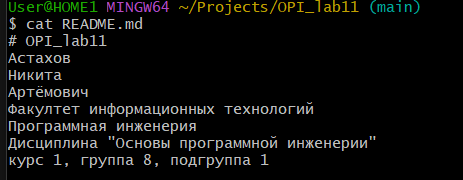 User@HOME1 MINGW64 ~/Projects/OPI_lab11 (main)
$ cat README.md
# OPI_lab11
Астахов
Никита
Артёмович
Факултет информационных технологий
Программная инженерия
Дисциплина "Основы программной инженерии"
курс 1, группа 8, подгруппа 1